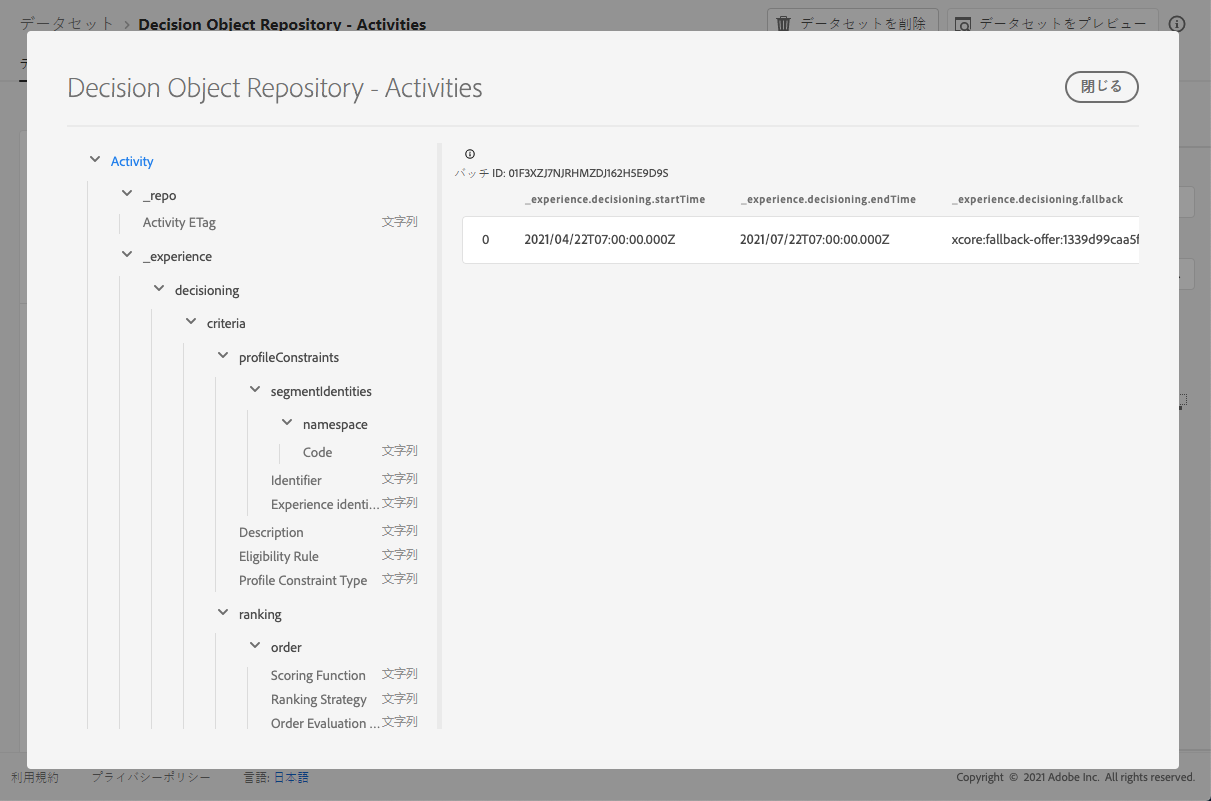 データセット > Decision Object Repository - Activities
データセットを削除
データセットをプレビュー
Decision Object Repository - Activities
閉じる
Activity
_repo
Activity ETag 文字列
_experience
decisioning
criteria
profileConstraints
segmentIdentities
namespace
Code 文字列
Identifier 文字列
Experience identi... 文字列
Description 文字列
Eligibility Rule 文字列
Profile Constraint Type 文字列
ranking
order
Scoring Function 文字列
Ranking Strategy 文字列
Order Evaluation ... 文字列
バッチ ID: 01F3XZJ7NJRHMZDJ162H5E9D9S
_experience.decisioning.startTime _experience.decisioning.endTime _experience.decisioning.fallback
0 2021/04/22T07:00:00.000Z 2021/07/22T07:00:00.000Z xcore:fallback-offer:1339d99caa5f
利用規約 プライバシーポリシー 言語: 日本語
Copyright © 2021 Adobe Inc. All rights reserved.